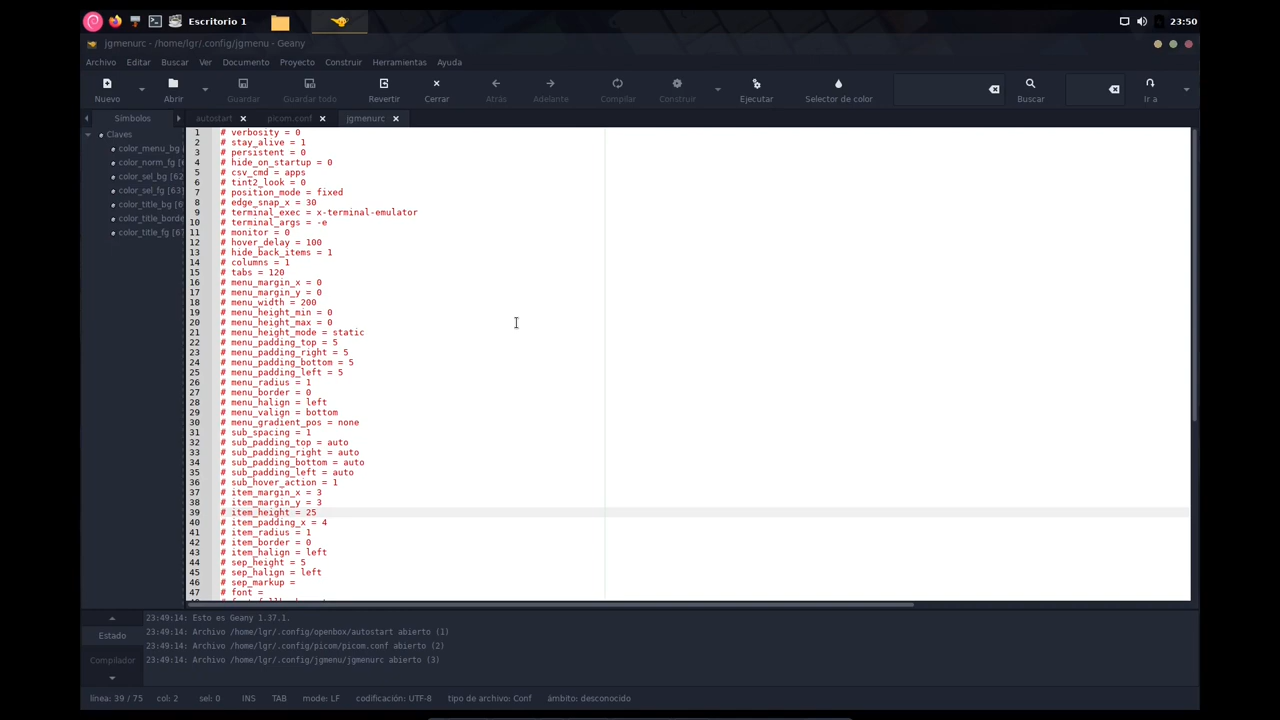 Escritorio 1
23:50
jgmenurc - /home/lgr/.config/jgmenu - Geany
Archivo Editar Buscar Ver Documento Proyecto Construir Herramientas Ayuda
Nuevo Abrir Guardar Guardar todo Revertir Cerrar Atrás Adelante Compilar Construir Ejecutar Selector de color Buscar Ir a
Símbolos
autostart picom.conf jgmenurc
Claves
color_menu_bg
color_norm_fg
color_sel_bg [62
color_sel_fg [63]
color_title_bg
color_title_borde
color_title_fg [67
1 # verbosity = 0
2 # stay_alive = 1
3 # persistent = 0
4 # hide_on_startup = 0
5 # csv_cmd = apps
6 # tint2_look = 0
7 # position_mode = fixed
8 # edge_snap_x = 30
9 # terminal_exec = x-terminal-emulator
10 # terminal_args = -e
11 # monitor = 0
12 # hover_delay = 100
13 # hide_back_items = 1
14 # columns = 1
15 # tabs = 120
16 # menu_margin_x = 0
17 # menu_margin_y = 0
18 # menu_width = 200
19 # menu_height_min = 0
20 # menu_height_max = 0
21 # menu_height_mode = static
22 # menu_padding_top = 5
23 # menu_padding_right = 5
24 # menu_padding_bottom = 5
25 # menu_padding_left = 5
26 # menu_radius = 1
27 # menu_border = 0
28 # menu_halign = left
29 # menu_valign = bottom
30 # menu_gradient_pos = none
31 # sub_spacing = 1
32 # sub_padding_top = auto
33 # sub_padding_right = auto
34 # sub_padding_bottom = auto
35 # sub_padding_left = auto
36 # sub_hover_action = 1
37 # item_margin_x = 3
38 # item_margin_y = 3
39 # item_height = 25
40 # item_padding_x = 4
41 # item_radius = 1
42 # item_border = 0
43 # item_halign = left
44 # sep_height = 5
45 # sep_halign = left
46 # sep_markup =
47 # font =
Estado
Compilador
23:49:14: Esto es Geany 1.37.1.
23:49:14: Archivo /home/lgr/.config/openbox/autostart abierto (1)
23:49:14: Archivo /home/lgr/.config/picom/picom.conf abierto (2)
23:49:14: Archivo /home/lgr/.config/jgmenu/jgmenurc abierto (3)
línea: 39 / 75 col: 2 sel: 0 INS TAB mode: LF codificación: UTF-8 tipo de archivo: Conf ámbito: desconocido